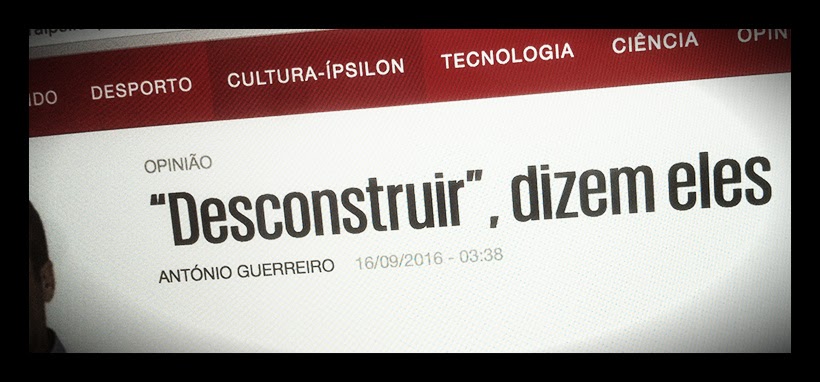 DESPORTO CULTURA-ÍPSILON TECNOLOGIA CIÊNCIA
OPINIÃO
“Desconstruir”, dizem eles
ANTÓNIO GUERREIRO 16/09/2016 - 03:38